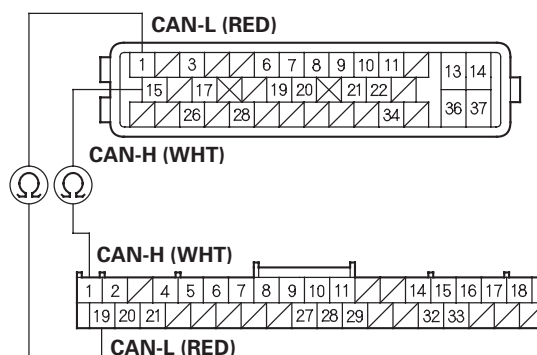 CAN-L (RED)
1 3 6 7 8 9 10 11 13 14
15 17 19 20 21 22
26 28 34 36 37
CAN-H (WHT)
Ω Ω
CAN-H (WHT)
1 2 4 5 6 7 8 9 10 11 14 15 16 17 18
19 20 21 27 28 29 32 33
CAN-L (RED)